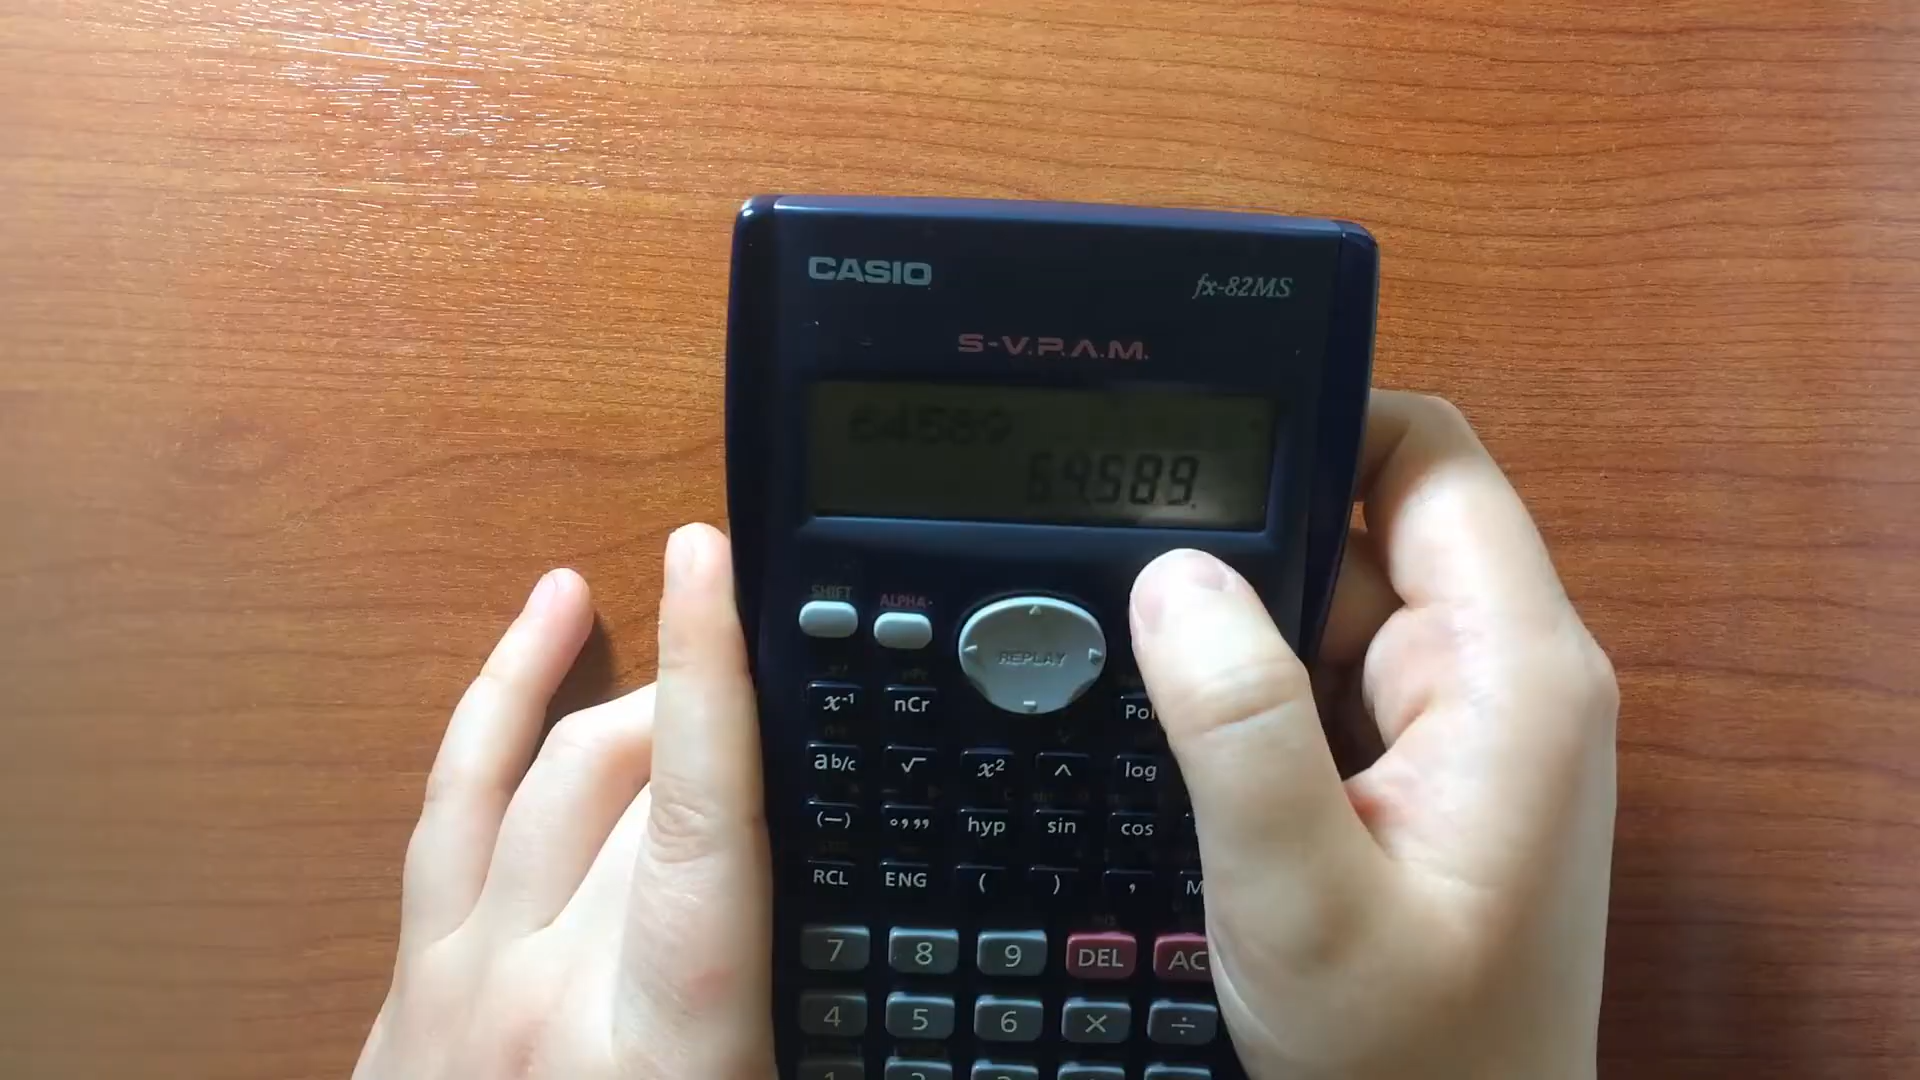 CASIO fx-82MS
S-V.P.A.M.
64589
64589.
SHIFT ALPHA
REPLAY
x⁻¹ nCr Pol
ab/c √ x² ^ log
(−) °,,, hyp sin cos
RCL ENG ( ) , M
7 8 9 DEL AC
4 5 6 × ÷